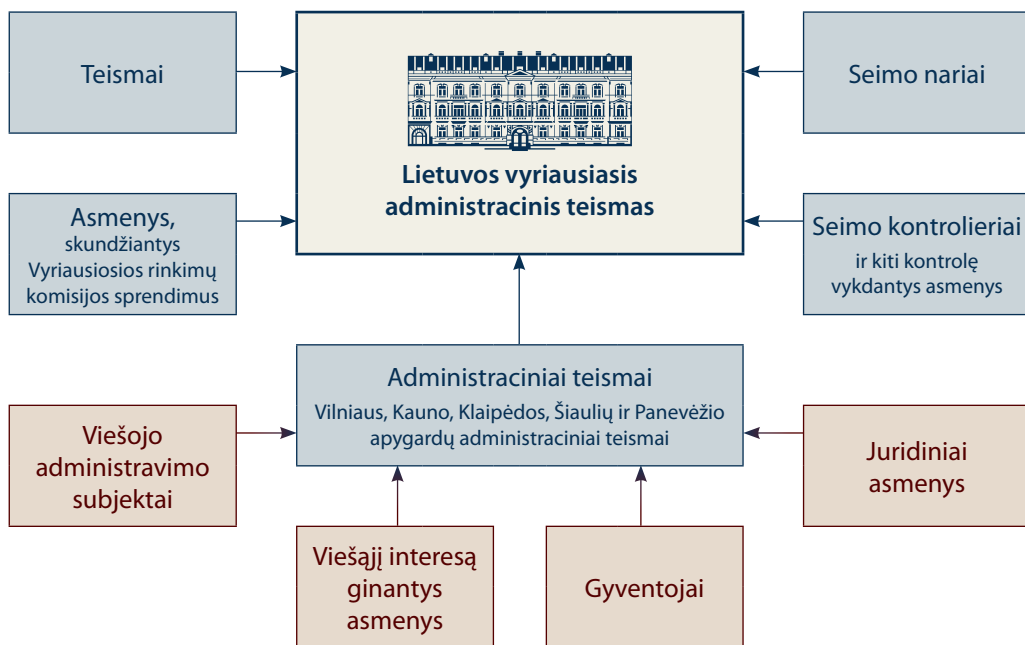 Teismai
Lietuvos vyriausiasis
administracinis teismas
Seimo nariai
Asmenys,
skundžiantys
Vyriausiosios rinkimų
komisijos sprendimus
Seimo kontrolieriai
ir kiti kontrolę
vykdantys asmenys
Administraciniai teismai
Vilniaus, Kauno, Klaipėdos, Šiaulių ir Panevėžio
apygardų administraciniai teismai
Viešojo
administravimo
subjektai
Juridiniai
asmenys
Viešąjį interesą
ginantys
asmenys
Gyventojai